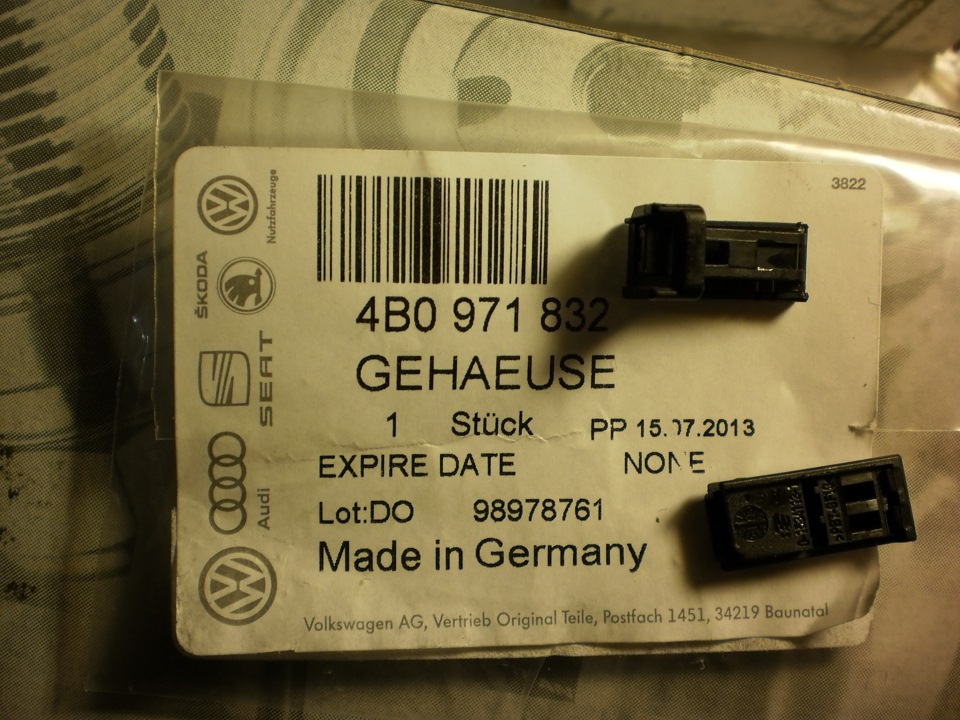 3822
Nutzfahrzeuge
ŠKODA
SEAT
Audi
4B0 971 832
GEHAEUSE
1 Stück PP 15.07.2013
EXPIRE DATE NONE
Lot:DO 98978761
Made in Germany
Volkswagen AG, Vertrieb Original Teile, Postfach 1451, 34219 Baunatal